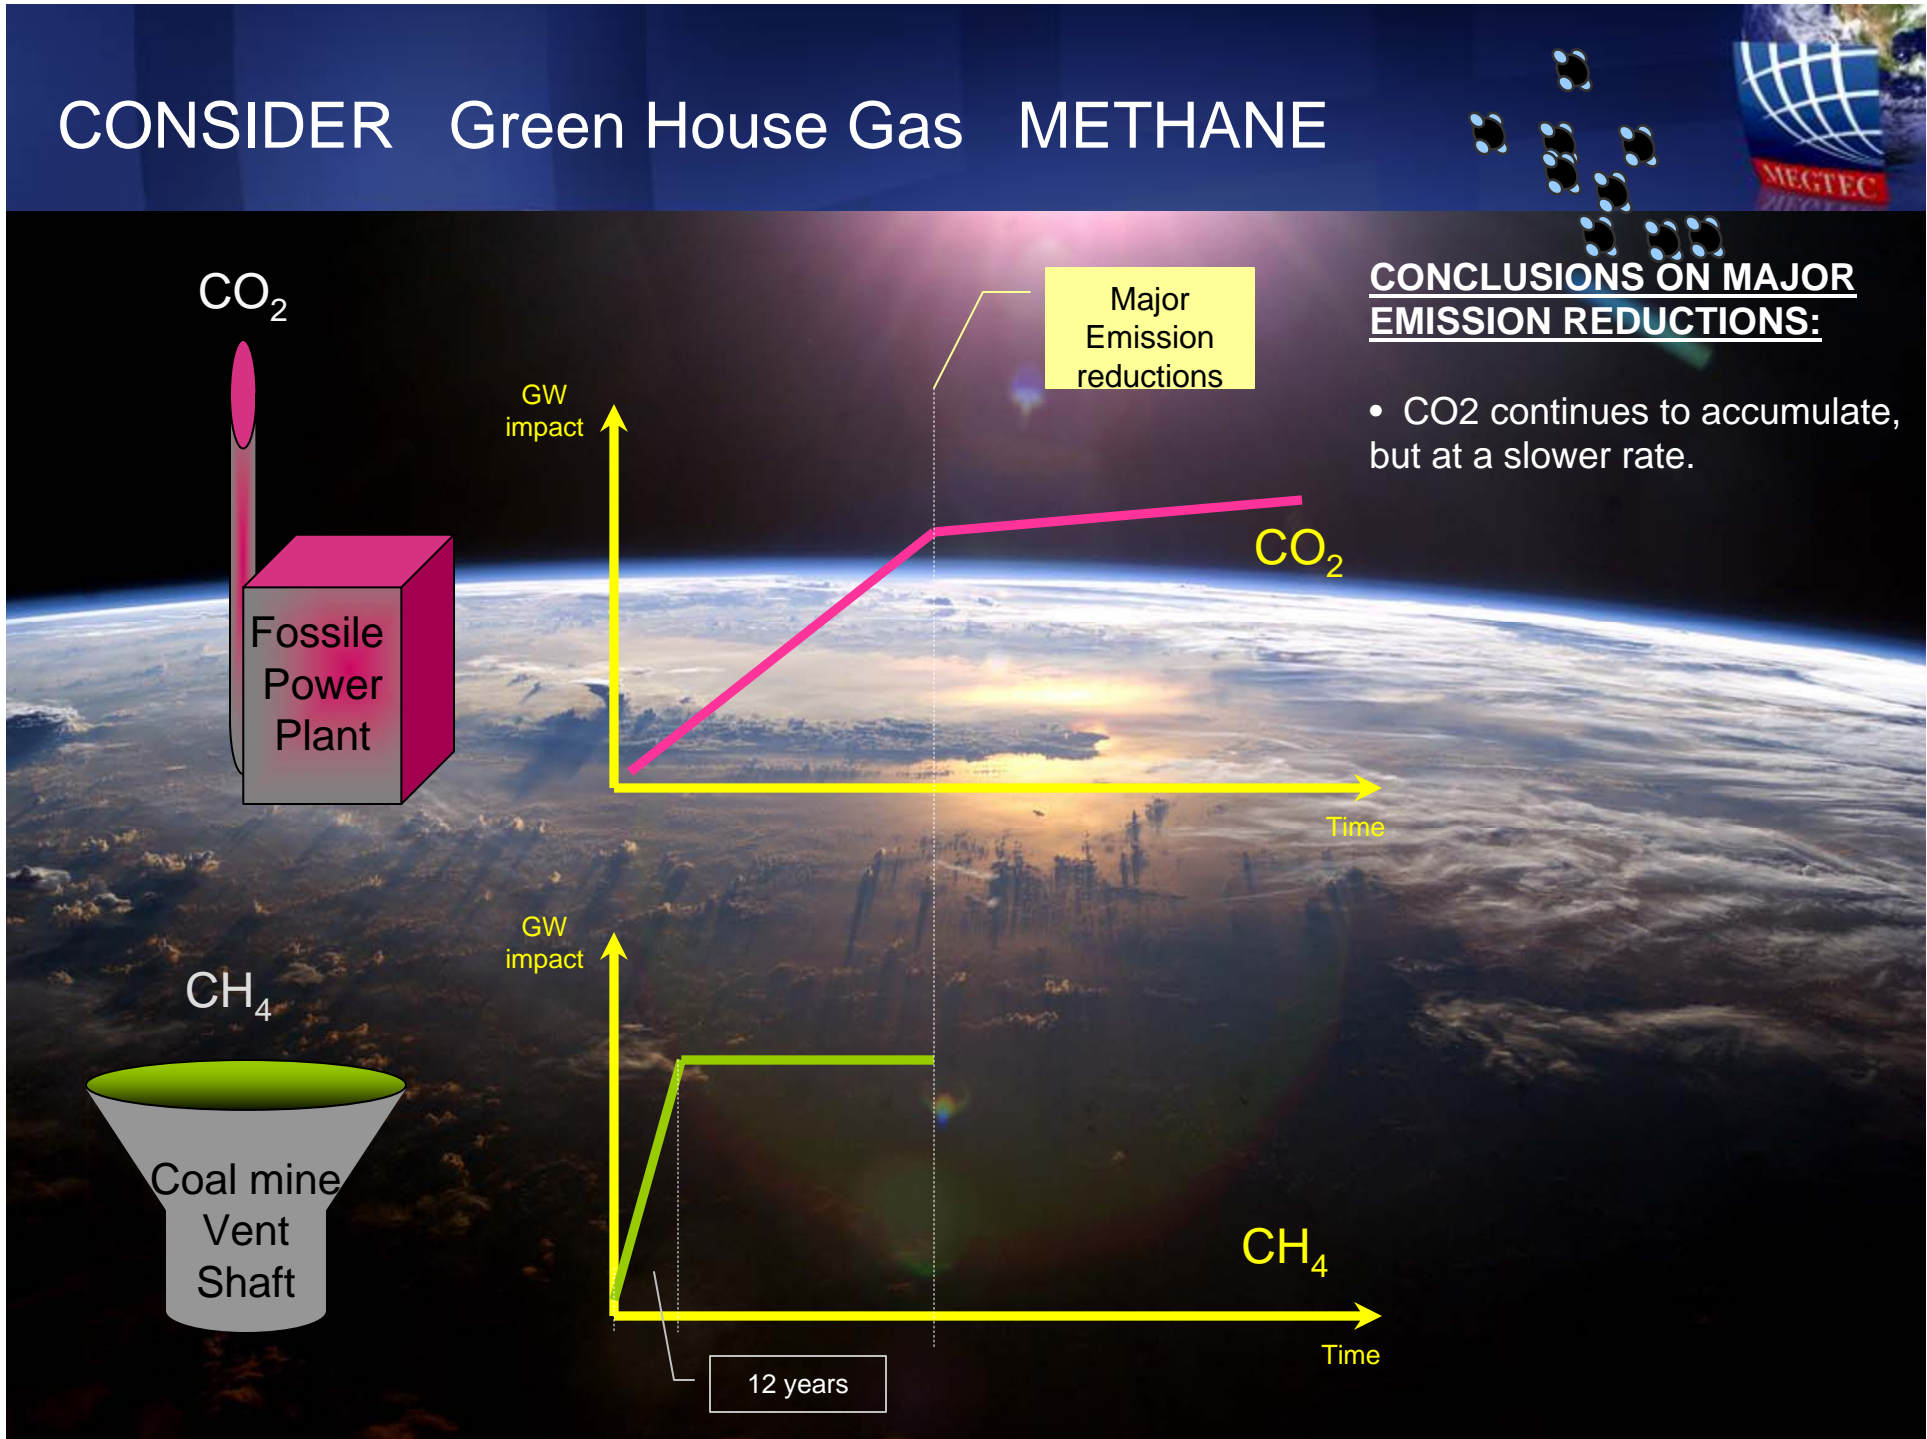 CONSIDER Green House Gas METHANE
MEGTEC
CO2
Major
Emission
reductions
CONCLUSIONS ON MAJOR
EMISSION REDUCTIONS:
• CO2 continues to accumulate,
but at a slower rate.
GW
impact
CO2
Fossile
Power
Plant
Time
GW
impact
CH4
Coal mine
Vent
Shaft
CH4
Time
12 years